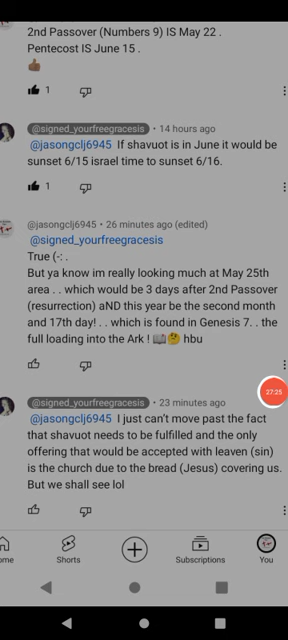 2nd Passover (Numbers 9) IS May 22 .
Pentecost IS June 15 .
👍🏽
1
@signed_yourfreegracesis • 14 hours ago
@jasongclj6945 If shavuot is in June it would be
sunset 6/15 israel time to sunset 6/16.
1
@jasongclj6945 • 26 minutes ago (edited)
@signed_yourfreegracesis
True (-: .
But ya know im really looking much at May 25th
area . . which would be 3 days after 2nd Passover
(resurrection) aND this year be the second month
and 17th day! . . which is found in Genesis 7. . the
full loading into the Ark ! 📖🤔 hbu
27:25
@signed_yourfreegracesis • 23 minutes ago
@jasongclj6945 I just can't move past the fact
that shavuot needs to be fulfilled and the only
offering that would be accepted with leaven (sin)
is the church due to the bread (Jesus) covering us.
But we shall see lol
ome Shorts Subscriptions You